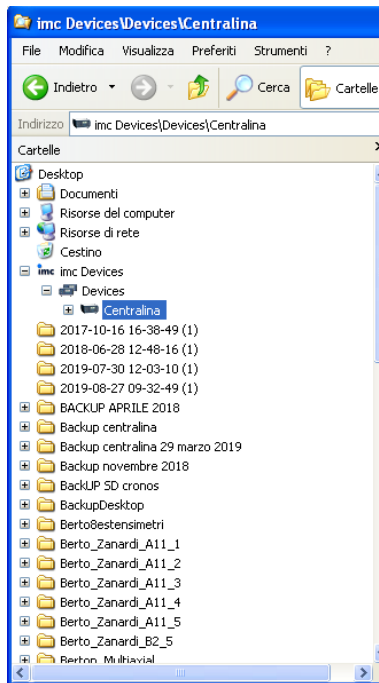 imc Devices\Devices\Centralina
File Modifica Visualizza Preferiti Strumenti ?
Indietro Cerca Cartelle
Indirizzo imc Devices\Devices\Centralina
Cartelle
Desktop
Documenti
Risorse del computer
Risorse di rete
Cestino
imc imc Devices
Devices
Centralina
2017-10-16 16-38-49 (1)
2018-06-28 12-48-16 (1)
2019-07-30 12-03-10 (1)
2019-08-27 09-32-49 (1)
BACKUP APRILE 2018
Backup centralina
Backup centralina 29 marzo 2019
Backup novembre 2018
BackUP SD cronos
BackupDesktop
Berto8estensimetri
Berto_Zanardi_A11_1
Berto_Zanardi_A11_2
Berto_Zanardi_A11_3
Berto_Zanardi_A11_4
Berto_Zanardi_A11_5
Berto_Zanardi_B2_5
Berton_Multiaxial